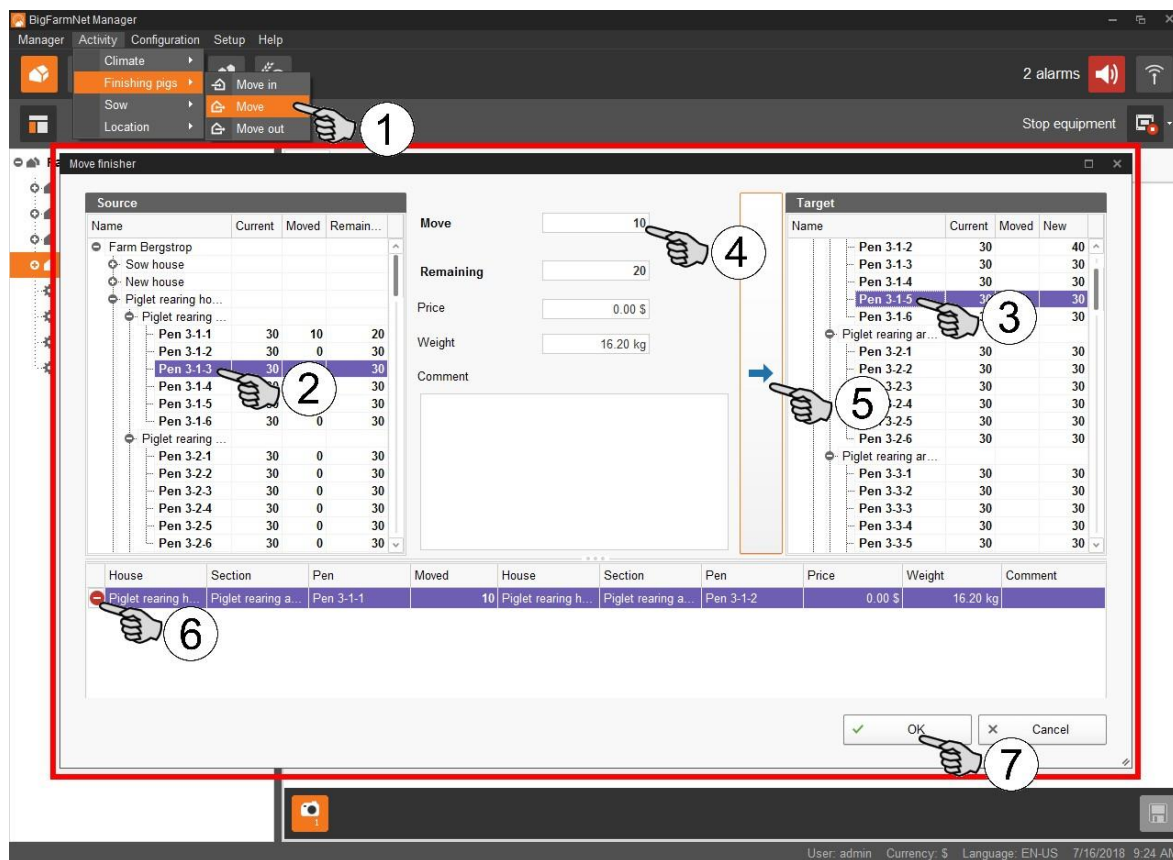 BigFarmNet Manager
Manager Activity Configuration Setup Help
Climate
Finishing pigs
Sow
Location
Move in
Move
Move out
1
2 alarms
Stop equipment
Move finisher
Source
Name Current Moved Remain...
Farm Bergstrop
Sow house
New house
Piglet rearing ho...
Piglet rearing ...
Pen 3-1-1 30 10 20
Pen 3-1-2 30 0 30
Pen 3-1-3 30 30
Pen 3-1-4 30
Pen 3-1-5 30
Pen 3-1-6 30 0 30
Piglet rearing ...
Pen 3-2-1 30 0 30
Pen 3-2-2 30 0 30
Pen 3-2-3 30 0 30
Pen 3-2-4 30 0 30
Pen 3-2-5 30 0 30
Pen 3-2-6 30 0 30
2
Move 10
Remaining 20
Price 0.00 $
Weight 16.20 kg
Comment
4
5
Target
Name Current Moved New
Pen 3-1-2 30 40
Pen 3-1-3 30 30
Pen 3-1-4 30 30
Pen 3-1-5 30 30
Pen 3-1-6 30
Piglet rearing ar...
Pen 3-2-1 30 30
Pen 3-2-2 30 30
3-2-3 30 30
-2-4 30 30
3-2-5 30 30
Pen 3-2-6 30 30
Piglet rearing ar...
Pen 3-3-1 30 30
Pen 3-3-2 30 30
Pen 3-3-3 30 30
Pen 3-3-4 30 30
Pen 3-3-5 30 30
3
House Section Pen Moved House Section Pen Price Weight Comment
Piglet rearing h... Piglet rearing a... Pen 3-1-1 10 Piglet rearing h... Piglet rearing a... Pen 3-1-2 0.00 $ 16.20 kg
6
OK Cancel
7
1
User: admin Currency: $ Language: EN-US 7/16/2018 9:24 AM